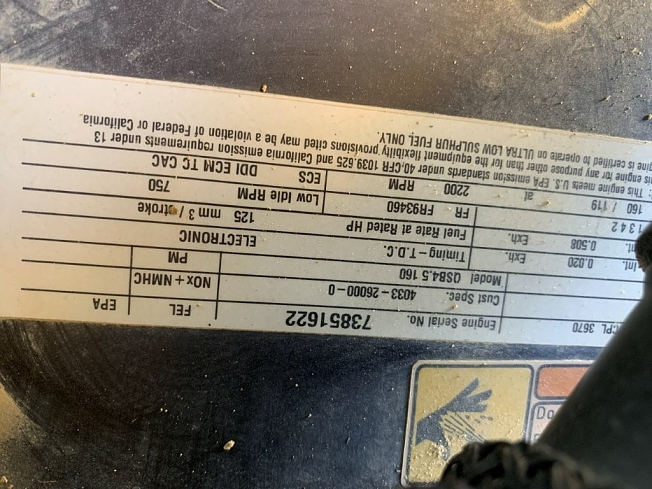 CPL 3670 Engine Serial No. 73851622 FEL EPA
Cust Spec. 4033-26000-0 NOx + NMHC
Model QSB4.5 160 PM
Int. 0.020 Exh. Timing-T.D.C. ELECTRONIC
Int. 0.508 Exh. Fuel Rate at Rated HP 125 mm 3 / stroke
1 3 4 2 FR FR93460 Low Idle RPM 750
160 / 119 at 2200 RPM ECS DDI ECM TC CAC
This engine meets U.S. EPA emission standards under 40.CFR 1039.625 and California emission requirements under 13
this engine for any purpose other than for the equipment flexibility provisions cited may be a violation of Federal or California.
engine is certified to operate on ULTRA LOW SULPHUR FUEL ONLY.
Do